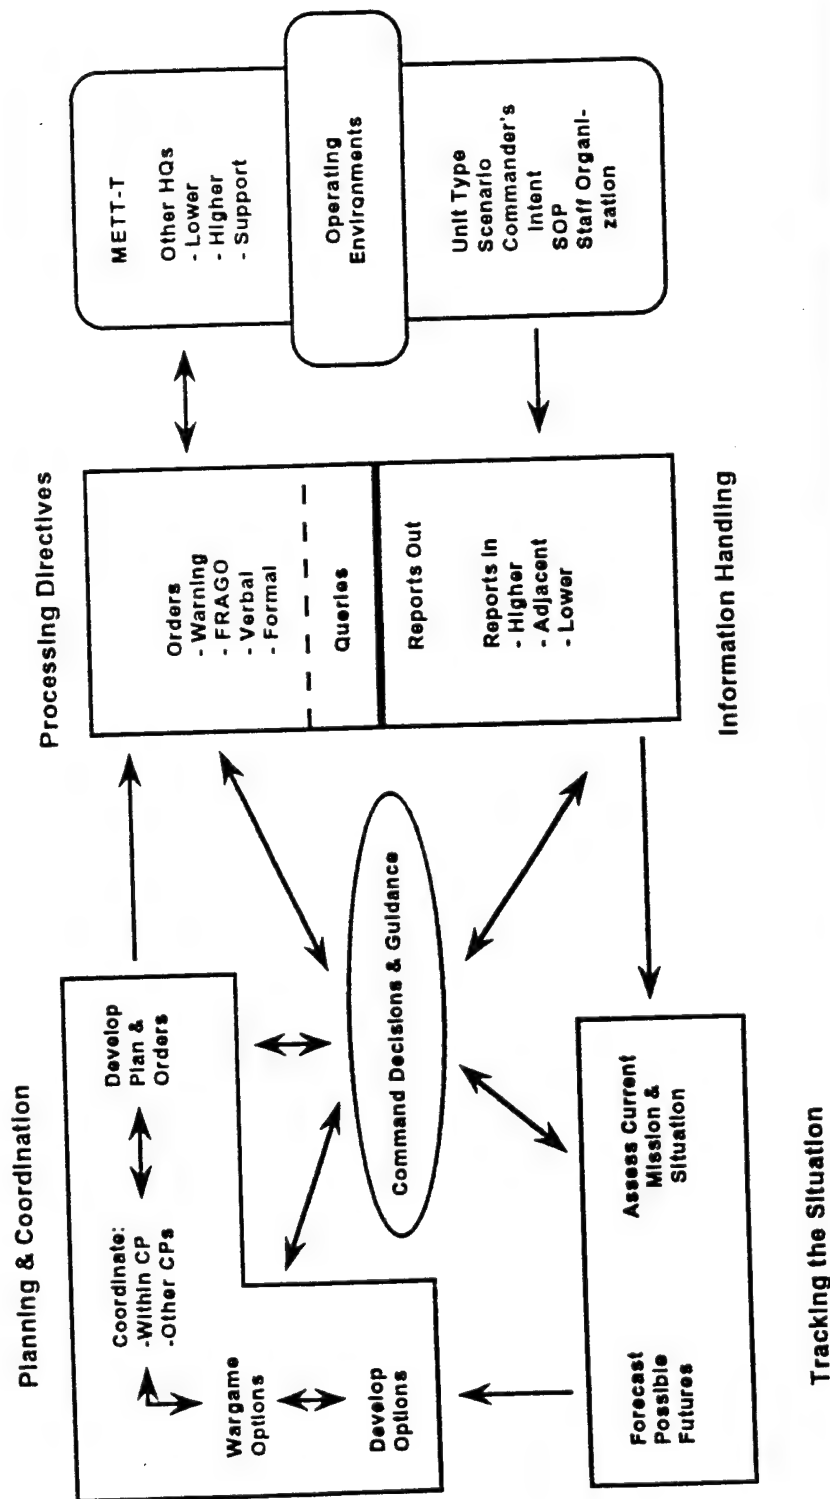 Planning & Coordination
Develop
Plan &
Orders
Coordinate:
-Within CP
-Other CPs
Wargame
Options
Develop
Options
Command Decisions & Guidance
Forecast
Possible
Futures
Assess Current
Mission &
Situation
Tracking the Situation
Processing Directives
Orders
- Warning
- FRAGO
- Verbal
- Formal
Queries
Reports Out
Reports In
- Higher
- Adjacent
- Lower
Information Handling
METT-T
Other HQs
- Lower
- Higher
- Support
Operating
Environments
Unit Type
Scenario
Commander's
Intent
SOP
Staff Organi-
zation